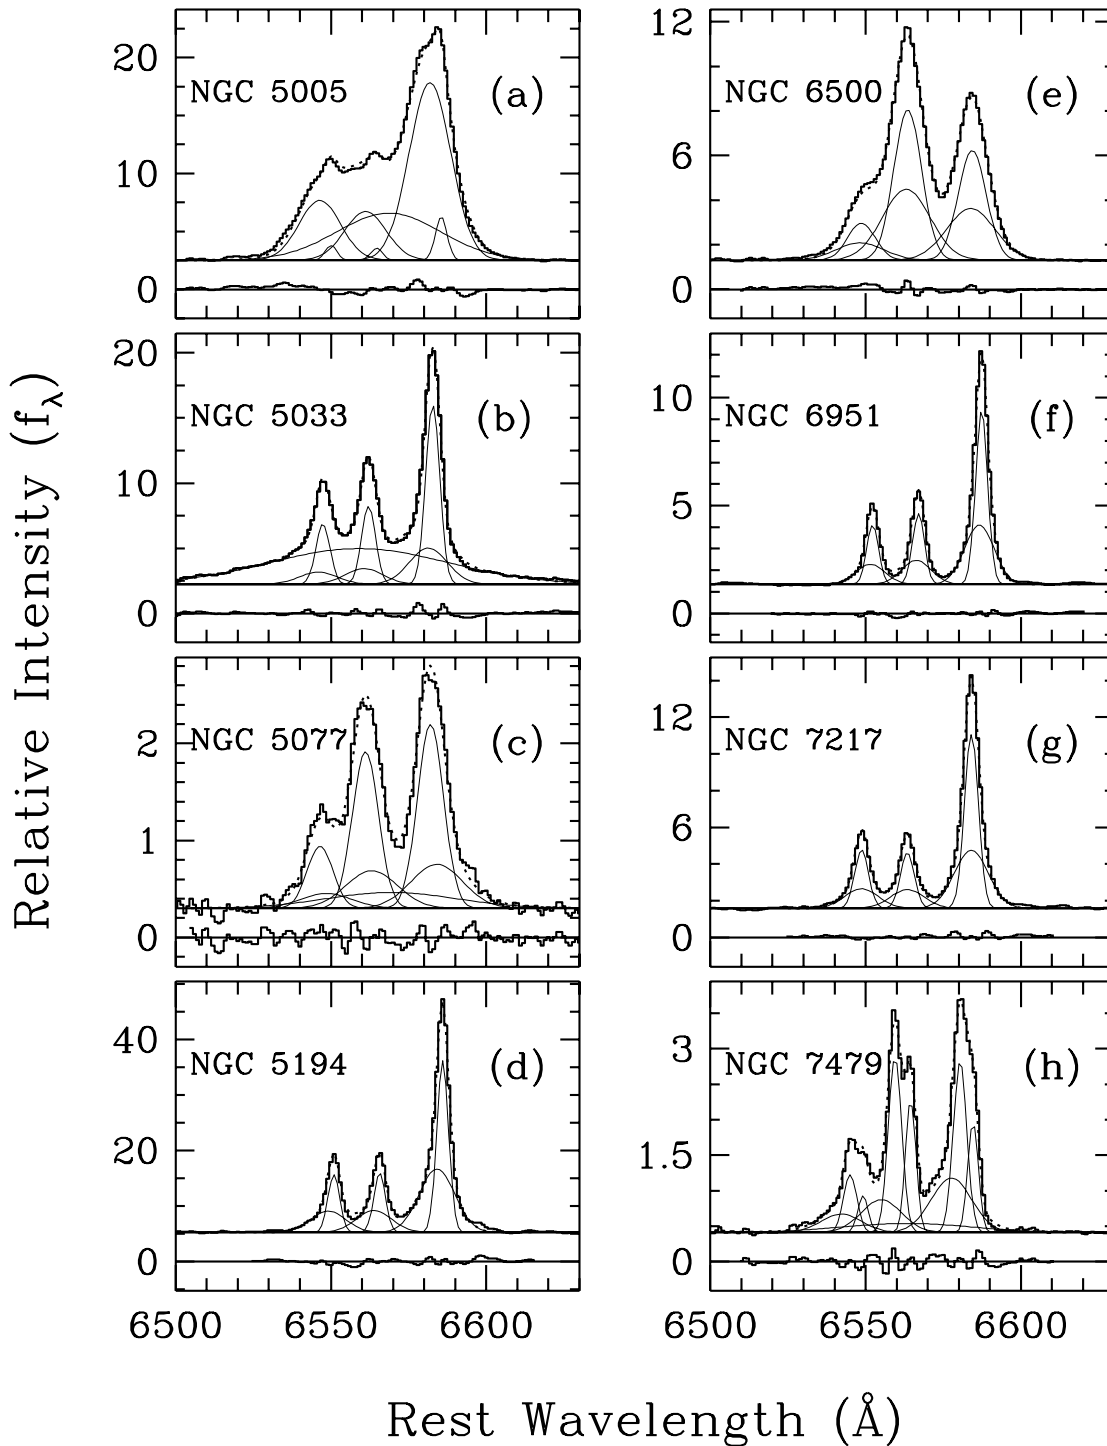 Relative Intensity (fλ)
NGC 5005 (a)
20
10
0
NGC 5033 (b)
20
10
0
NGC 5077 (c)
2
1
0
NGC 5194 (d)
40
20
0
6500 6550 6600
NGC 6500 (e)
12
6
0
NGC 6951 (f)
10
5
0
NGC 7217 (g)
12
6
0
NGC 7479 (h)
3
1.5
0
6500 6550 6600
Rest Wavelength (Å)